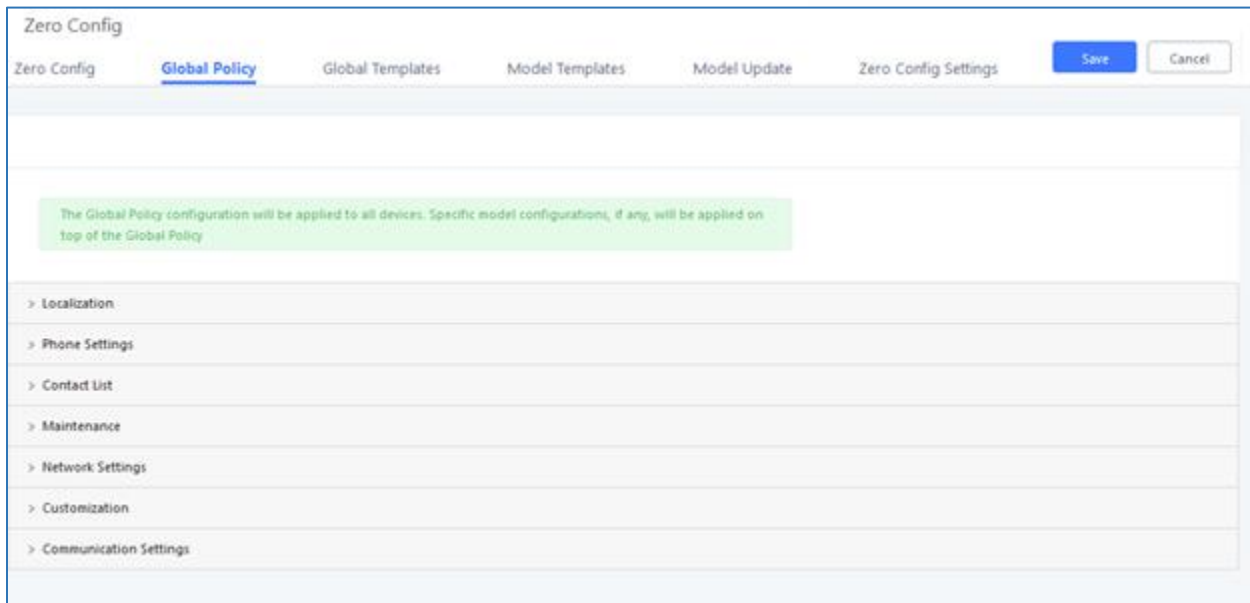 Zero Config
Zero Config Global Policy Global Templates Model Templates Model Update Zero Config Settings Save Cancel
The Global Policy configuration will be applied to all devices. Specific model configurations, if any, will be applied on
top of the Global Policy
> Localization
> Phone Settings
> Contact List
> Maintenance
> Network Settings
> Customization
> Communication Settings